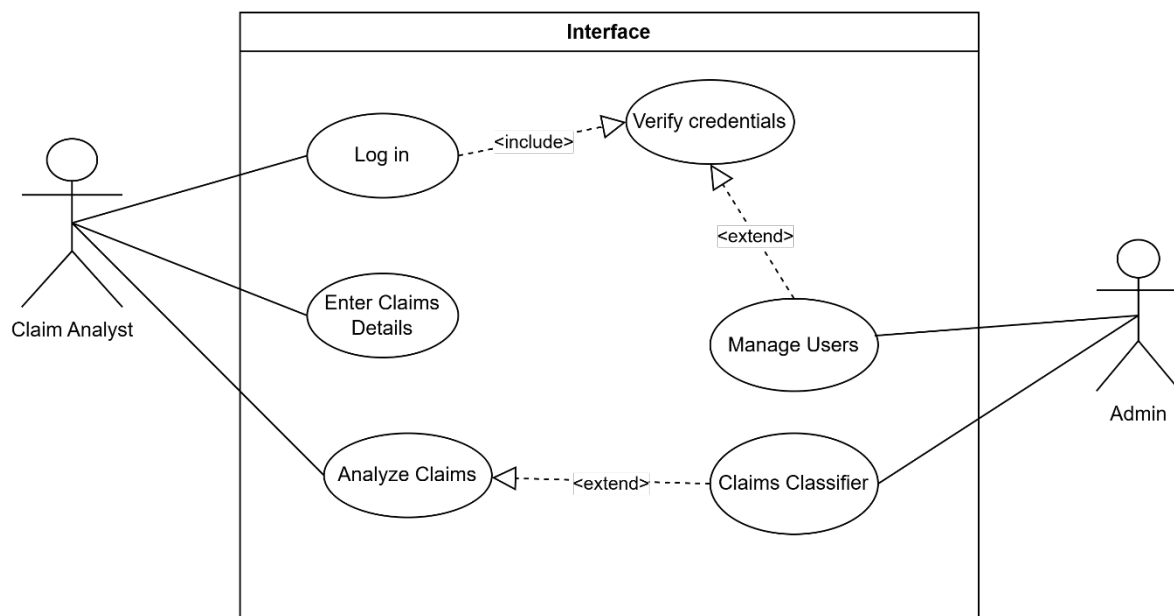 Interface
Verify credentials
Log in
<include>
<extend>
Enter Claims
Details
Claim Analyst
Manage Users
Admin
Analyze Claims
<extend>
Claims Classifier